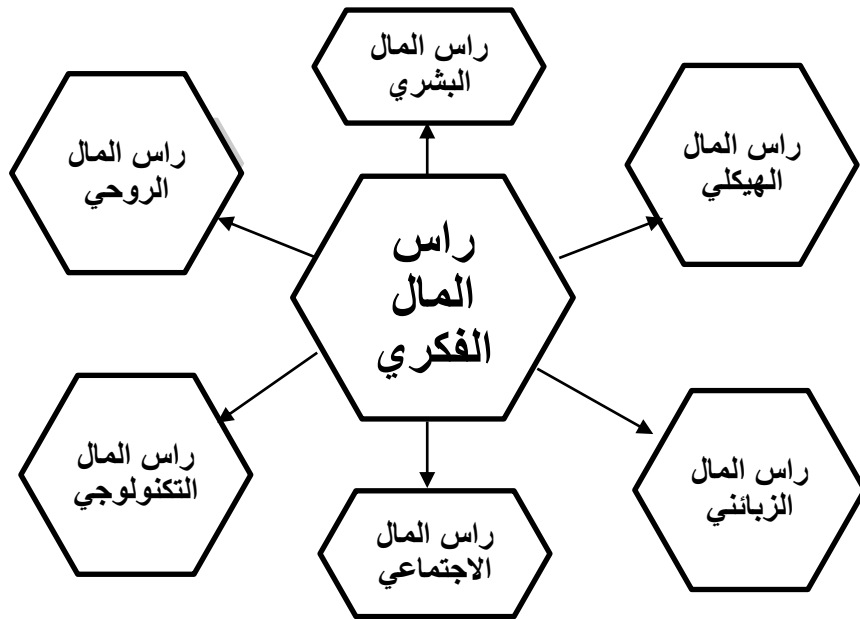 راس المال
البشري
راس المال
الهيكلي
راس المال
الروحي
راس
المال
الفكري
راس المال
الزبائني
راس المال
التكنولوجي
راس المال
الاجتماعي